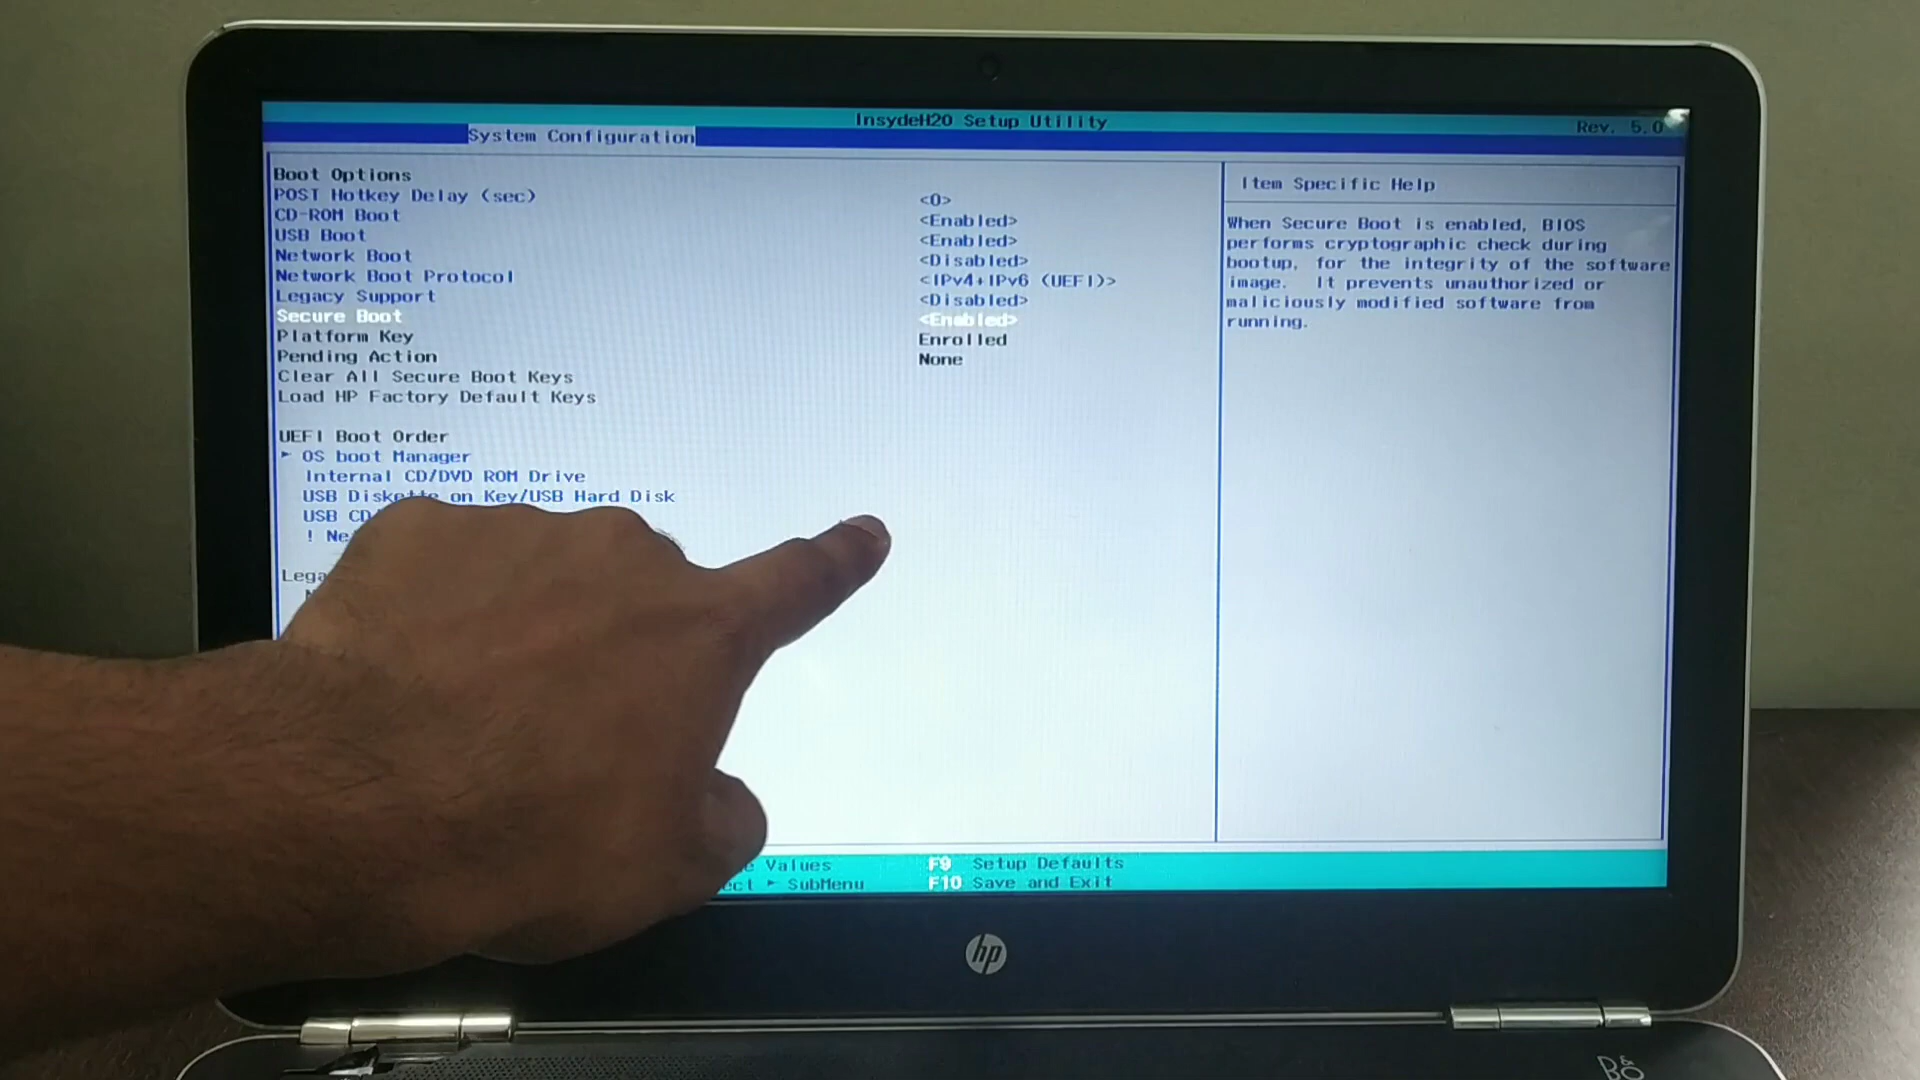 InsydeH20 Setup Utility
Rev. 5.0
System Configuration
Boot Options
POST Hotkey Delay (sec) <0>
CD-ROM Boot <Enabled>
USB Boot <Enabled>
Network Boot <Disabled>
Network Boot Protocol <IPv4+IPv6 (UEFI)>
Legacy Support <Disabled>
Secure Boot <Enabled>
Platform Key Enrolled
Pending Action None
Clear All Secure Boot Keys
Load HP Factory Default Keys
UEFI Boot Order
► OS boot Manager
Internal CD/DVD ROM Drive
USB Diskette on Key/USB Hard Disk
USB
!
Item Specific Help
When Secure Boot is enabled, BIOS
performs cryptographic check during
bootup, for the integrity of the software
image. It prevents unauthorized or
maliciously modified software from
running.
Values F9 Setup Defaults
► SubMenu F10 Save and Exit
hp
B&O